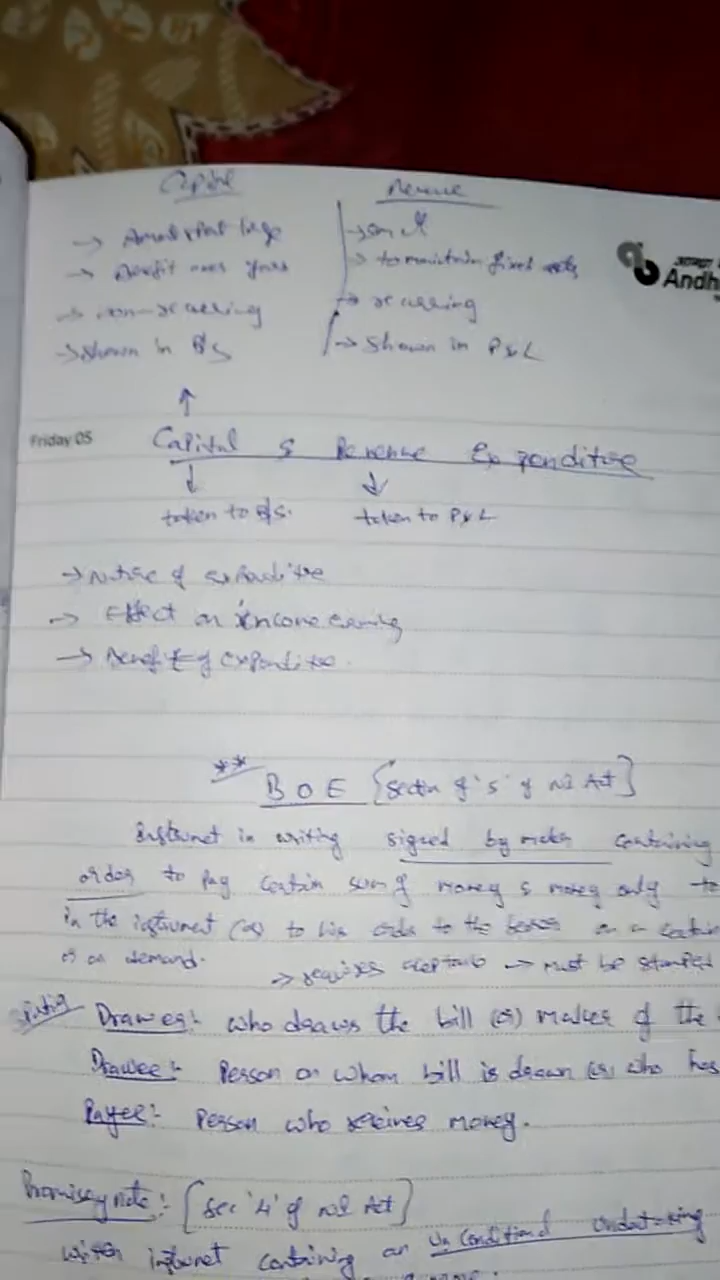 Capital Revenue
→ Amount spent large → small
→ Benefit over years → to maintain fixed
→ non-recurring → recurring
→ shown in B/S → shown in P&L
Andh
↑
Friday 05 Capital & Revenue Expenditure
↓ ↓
taken to B/S. taken to P&L
→ Nature of expenditure
→ Effect on income earning
→ Benefit of expenditure.
** BOE [section of '5' of NI Act]
instrument in writing signed by maker containing
order to pay certain sum of money & money only to
in the instrument (or) to his order to the bearer on a certain
or on demand. → requires acceptance → must be stamped
Drawer:- who draws the bill (or) maker of the
Drawee:- Person on whom bill is drawn (or) who has
Payee:- Person who receives money.
Promissory note:- [Sec '4' of NI Act]
written instrument containing an unconditional undertaking